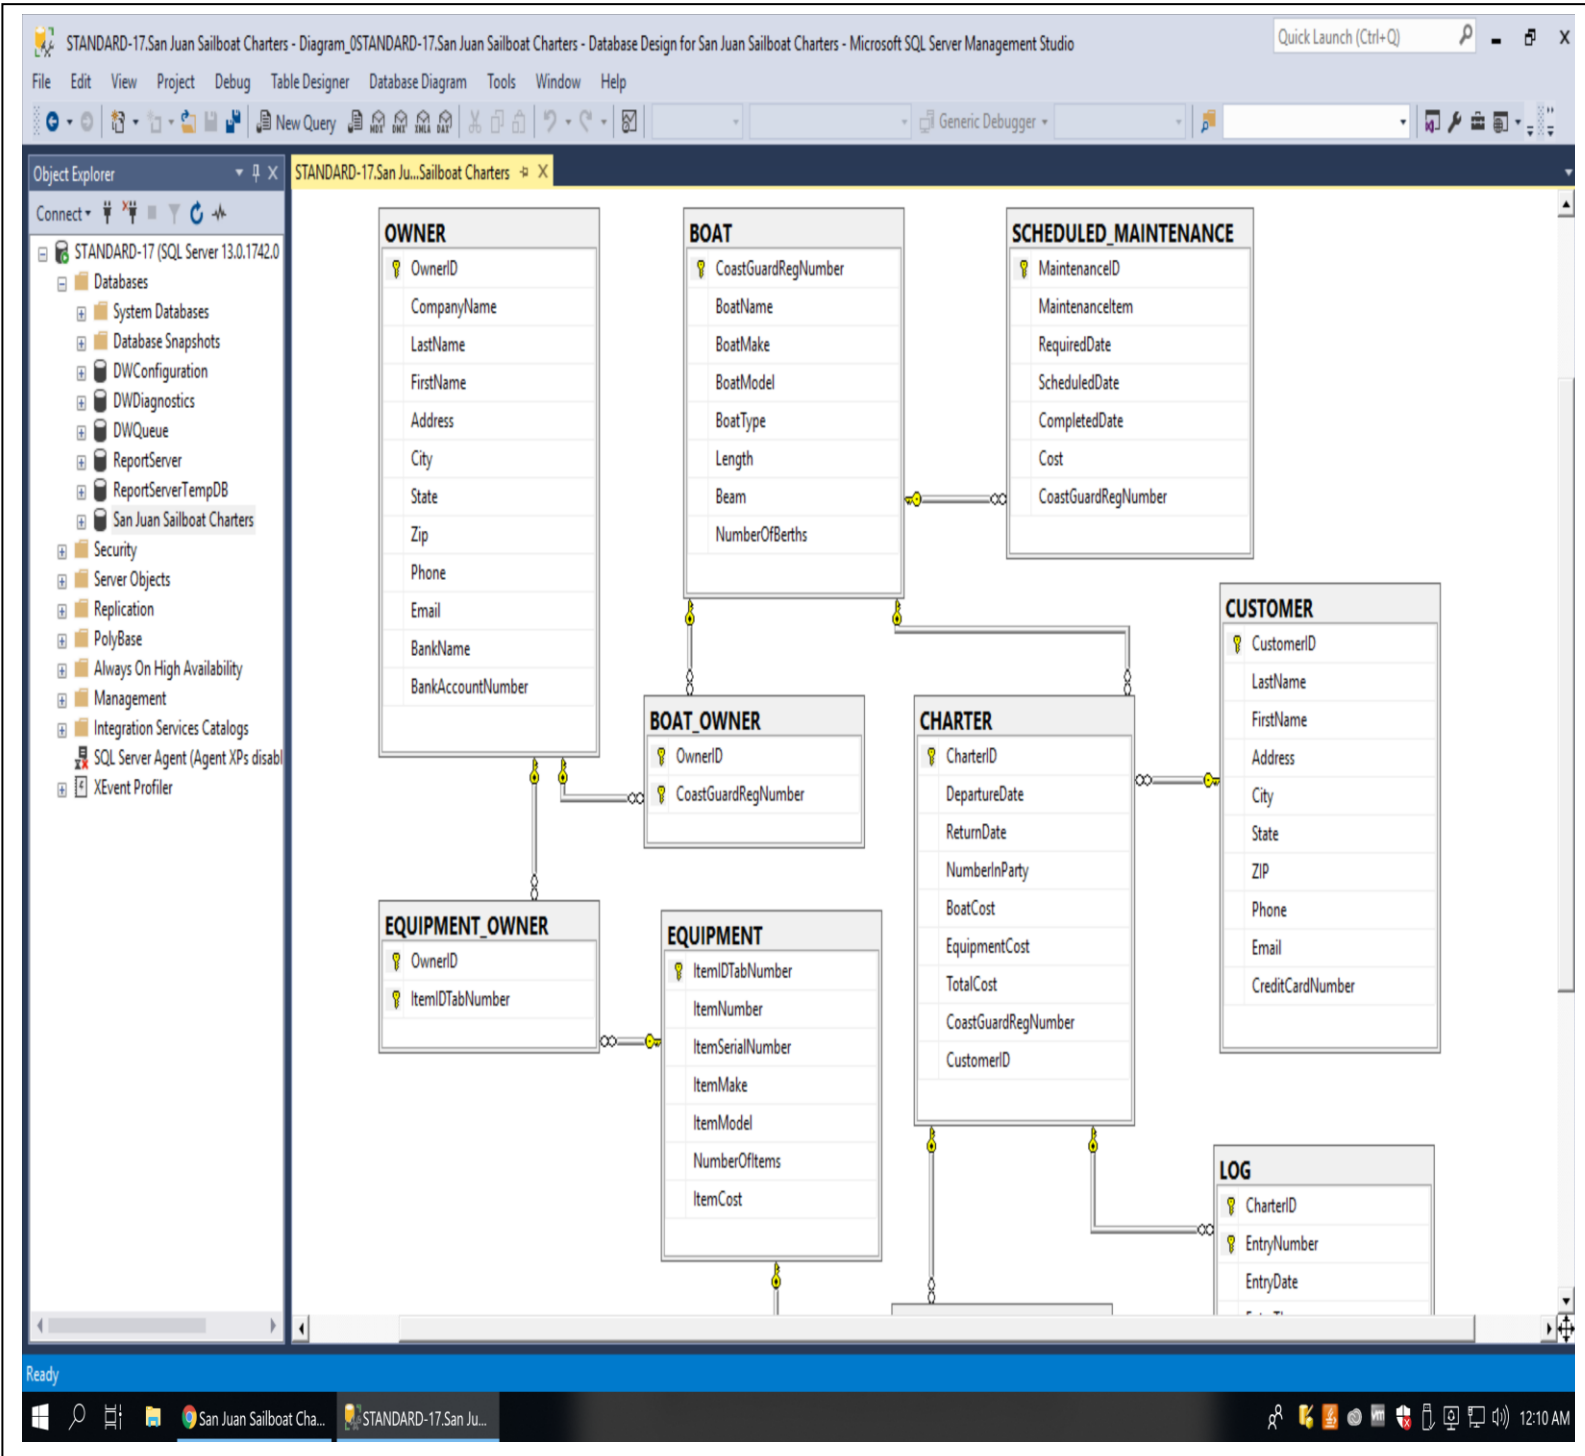 STANDARD-17.San Juan Sailboat Charters - Diagram_0STANDARD-17.San Juan Sailboat Charters - Database Design for San Juan Sailboat Charters - Microsoft SQL Server Management Studio
Quick Launch (Ctrl+Q)
File Edit View Project Debug Table Designer Database Diagram Tools Window Help
New Query MDX DMX XMLA DAX Generic Debugger
Object Explorer
STANDARD-17.San Ju...Sailboat Charters
Connect
STANDARD-17 (SQL Server 13.0.1742.0
Databases
System Databases
Database Snapshots
DWConfiguration
DWDiagnostics
DWQueue
ReportServer
ReportServerTempDB
San Juan Sailboat Charters
Security
Server Objects
Replication
PolyBase
Always On High Availability
Management
Integration Services Catalogs
SQL Server Agent (Agent XPs disabl
XEvent Profiler
OWNER
OwnerID
CompanyName
LastName
FirstName
Address
City
State
Zip
Phone
Email
BankName
BankAccountNumber
BOAT
CoastGuardRegNumber
BoatName
BoatMake
BoatModel
BoatType
Length
Beam
NumberOfBerths
SCHEDULED_MAINTENANCE
MaintenanceID
MaintenanceItem
RequiredDate
ScheduledDate
CompletedDate
Cost
CoastGuardRegNumber
CUSTOMER
CustomerID
LastName
FirstName
Address
City
State
ZIP
Phone
Email
CreditCardNumber
BOAT_OWNER
OwnerID
CoastGuardRegNumber
CHARTER
CharterID
DepartureDate
ReturnDate
NumberInParty
BoatCost
EquipmentCost
TotalCost
CoastGuardRegNumber
CustomerID
EQUIPMENT_OWNER
OwnerID
ItemIDTabNumber
EQUIPMENT
ItemIDTabNumber
ItemNumber
ItemSerialNumber
ItemMake
ItemModel
NumberOfItems
ItemCost
LOG
CharterID
EntryNumber
EntryDate
Ready
San Juan Sailboat Cha...
STANDARD-17.San Ju...
vm
12:10 AM